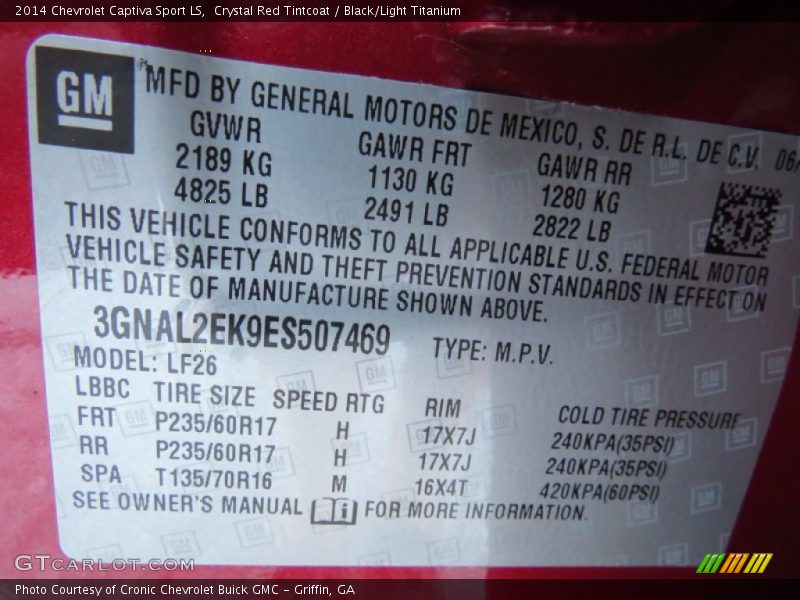 2014 Chevrolet Captiva Sport LS,  Crystal Red Tintcoat / Black/Light Titanium
GM
MFD BY GENERAL MOTORS DE MEXICO, S. DE R.L. DE C.V. 06/
GVWR GAWR FRT GAWR RR
2189 KG 1130 KG 1280 KG
4825 LB 2491 LB 2822 LB
THIS VEHICLE CONFORMS TO ALL APPLICABLE U.S. FEDERAL MOTOR
VEHICLE SAFETY AND THEFT PREVENTION STANDARDS IN EFFECT ON
THE DATE OF MANUFACTURE SHOWN ABOVE.
3GNAL2EK9ES507469 TYPE: M.P.V.
MODEL: LF26
LBBC TIRE SIZE SPEED RTG RIM COLD TIRE PRESSURE
FRT P235/60R17 H 17X7J 240KPA(35PSI)
RR P235/60R17 H 17X7J 240KPA(35PSI)
SPA T135/70R16 M 16X4T 420KPA(60PSI)
SEE OWNER'S MANUAL i FOR MORE INFORMATION.
GTCARLOT.COM
Photo Courtesy of Cronic Chevrolet Buick GMC – Griffin, GA